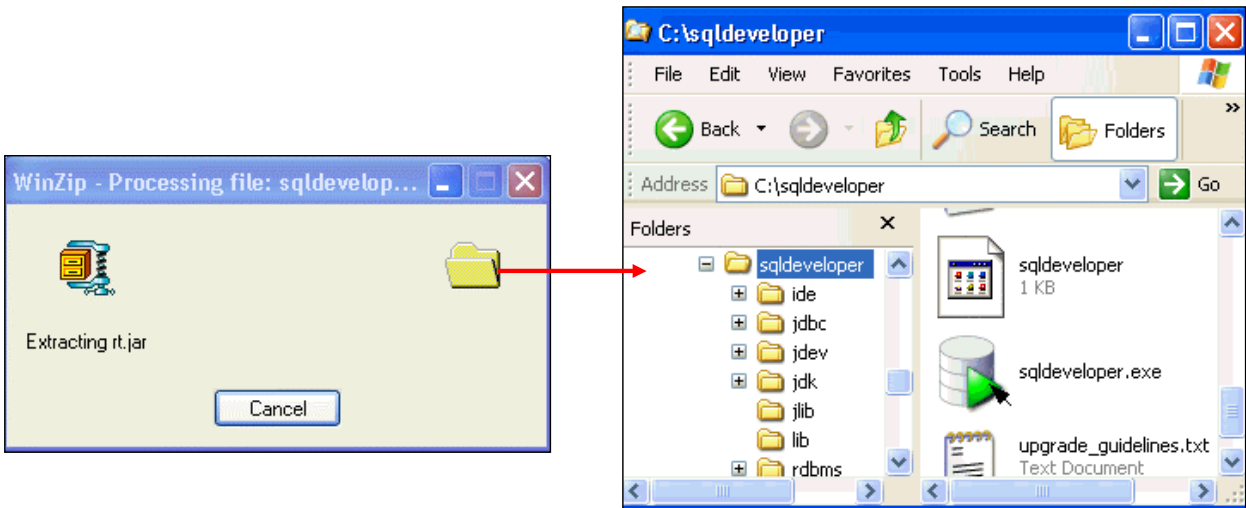 WinZip - Processing file: sqldevelop...
Extracting rt.jar
Cancel
C:\sqldeveloper
File Edit View Favorites Tools Help
Back Search Folders »
Address C:\sqldeveloper Go
Folders
sqldeveloper
ide
jdbc
jdev
jdk
jlib
lib
rdbms
sqldeveloper
1 KB
sqldeveloper.exe
upgrade_guidelines.txt
Text Document